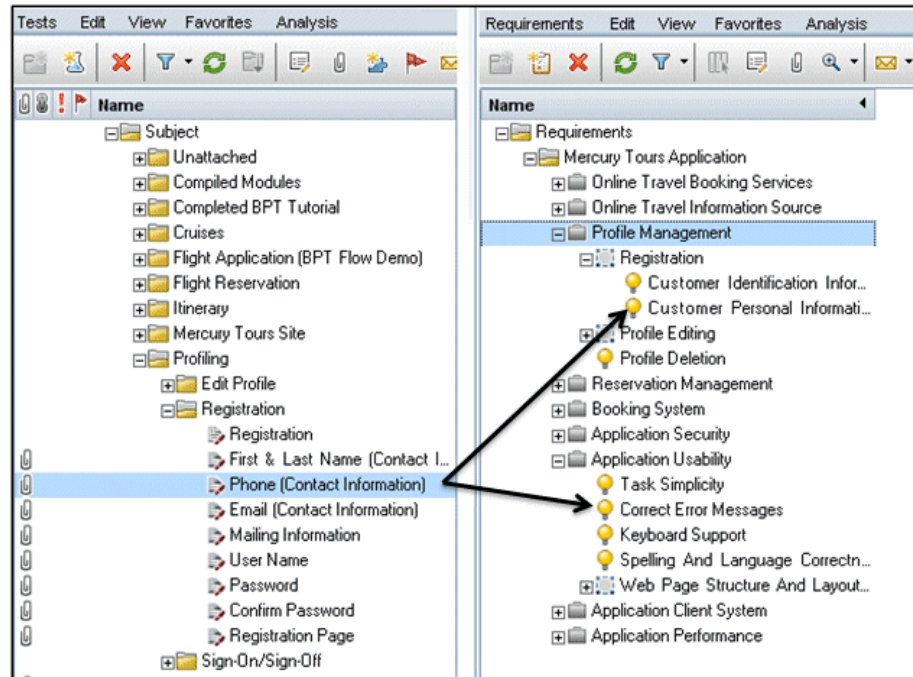 Tests Edit View Favorites Analysis
Name
Subject
Unattached
Compiled Modules
Completed BPT Tutorial
Cruises
Flight Application (BPT Flow Demo)
Flight Reservation
Itinerary
Mercury Tours Site
Profiling
Edit Profile
Registration
Registration
First & Last Name (Contact I...
Phone (Contact Information)
Email (Contact Information)
Mailing Information
User Name
Password
Confirm Password
Registration Page
Sign-On/Sign-Off
Requirements Edit View Favorites Analysis
Name
Requirements
Mercury Tours Application
Online Travel Booking Services
Online Travel Information Source
Profile Management
Registration
Customer Identification Infor...
Customer Personal Informati...
Profile Editing
Profile Deletion
Reservation Management
Booking System
Application Security
Application Usability
Task Simplicity
Correct Error Messages
Keyboard Support
Spelling And Language Correctn...
Web Page Structure And Layout...
Application Client System
Application Performance